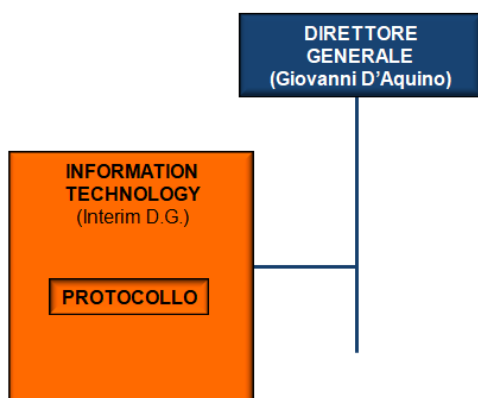 DIRETTORE
GENERALE
(Giovanni D'Aquino)
INFORMATION
TECHNOLOGY
(Interim D.G.)
PROTOCOLLO